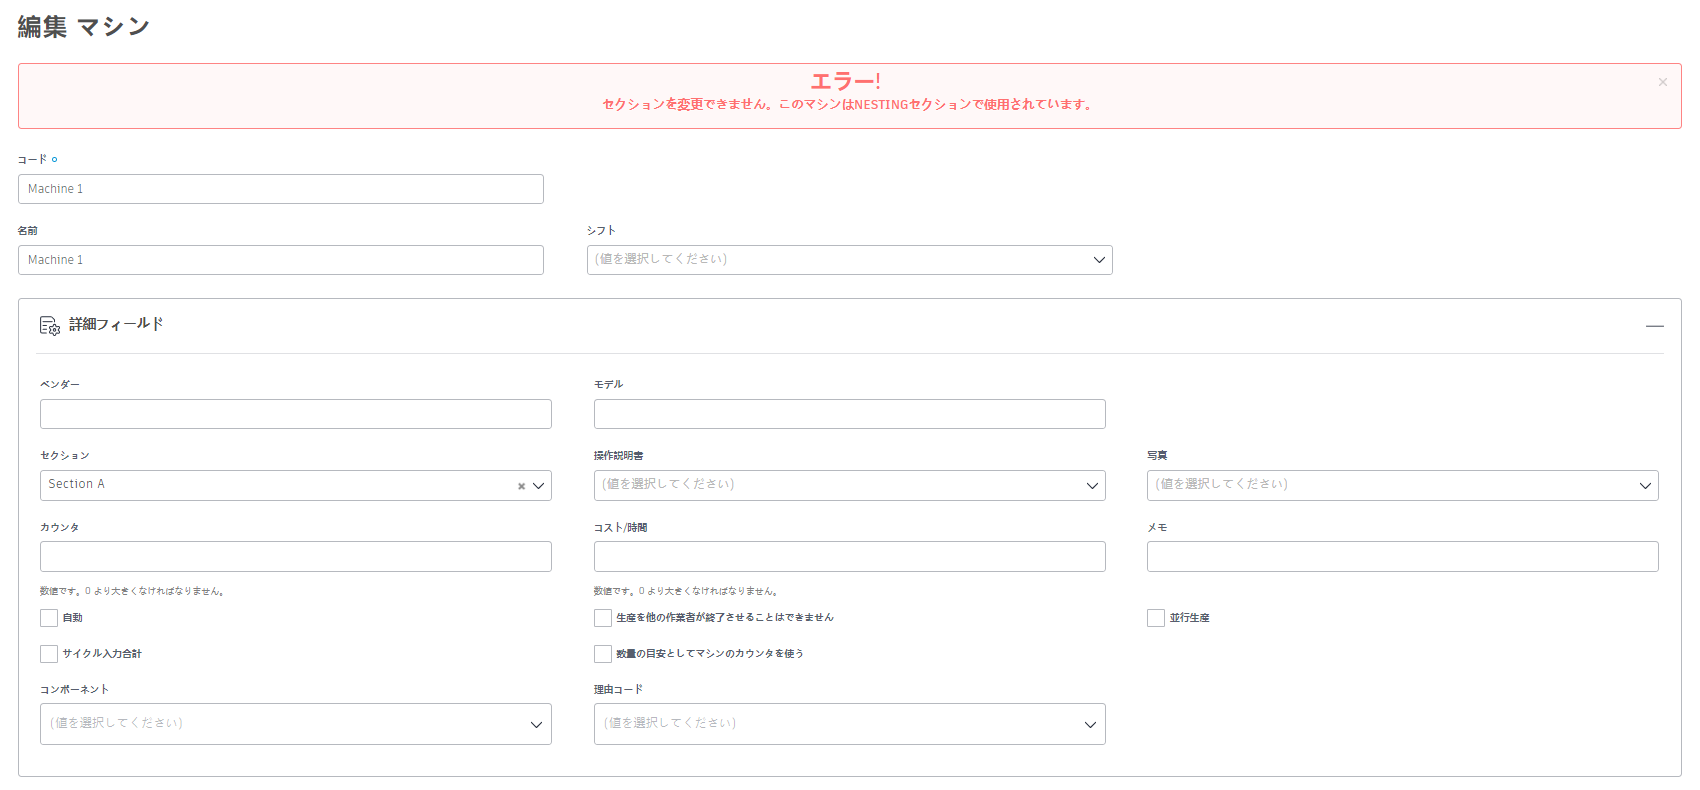 編集 マシン
エラー!
セクションを変更できません。このマシンはNESTINGセクションで使用されています。
コード
Machine 1
名前
シフト
Machine 1
(値を選択してください)
詳細フィールド
ベンダー
モデル
セクション
操作説明書
写真
Section A
(値を選択してください)
(値を選択してください)
カウンタ
コスト/時間
メモ
数値です。0 より大きくなければなりません。
数値です。0 より大きくなければなりません。
自動
生産を他の作業者が終了させることはできません
並行生産
サイクル入力合計
数量の目安としてマシンのカウンタを使う
コンポーネント
理由コード
(値を選択してください)
(値を選択してください)